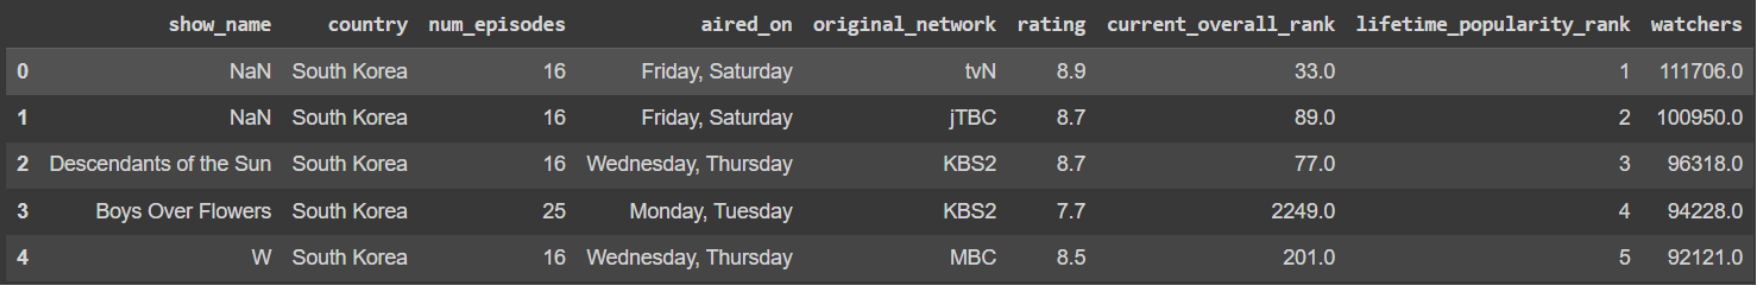 show_name country num_episodes aired_on original_network rating current_overall_rank lifetime_popularity_rank watchers
0 NaN South Korea 16 Friday, Saturday tvN 8.9 33.0 1 111706.0
1 NaN South Korea 16 Friday, Saturday jTBC 8.7 89.0 2 100950.0
2 Descendants of the Sun South Korea 16 Wednesday, Thursday KBS2 8.7 77.0 3 96318.0
3 Boys Over Flowers South Korea 25 Monday, Tuesday KBS2 7.7 2249.0 4 94228.0
4 W South Korea 16 Wednesday, Thursday MBC 8.5 201.0 5 92121.0